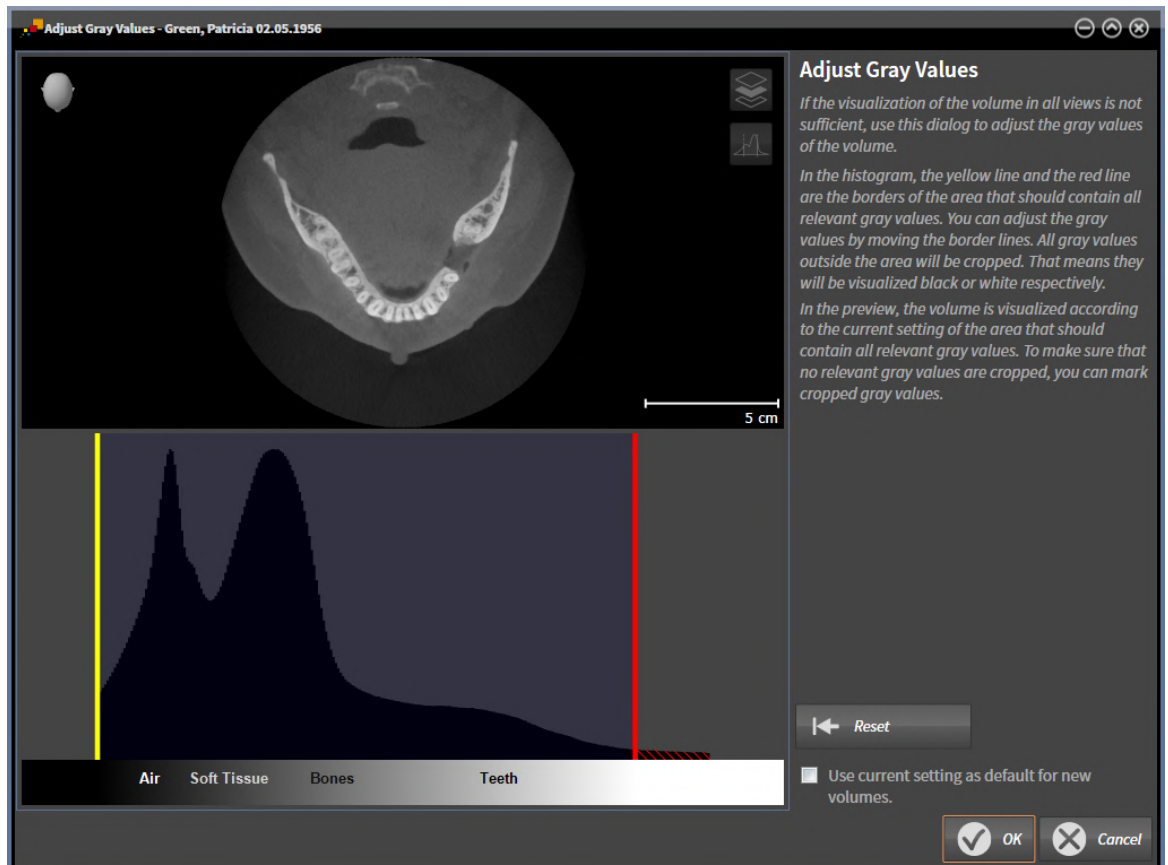 Adjust Gray Values - Green, Patricia 02.05.1956
Adjust Gray Values
If the visualization of the volume in all views is not
sufficient, use this dialog to adjust the gray values
of the volume.
In the histogram, the yellow line and the red line
are the borders of the area that should contain all
relevant gray values. You can adjust the gray
values by moving the border lines. All gray values
outside the area will be cropped. That means they
will be visualized black or white respectively.
In the preview, the volume is visualized according
to the current setting of the area that should
contain all relevant gray values. To make sure that
no relevant gray values are cropped, you can mark
cropped gray values.
5 cm
Air Soft Tissue Bones Teeth
Reset
Use current setting as default for new
volumes.
OK Cancel